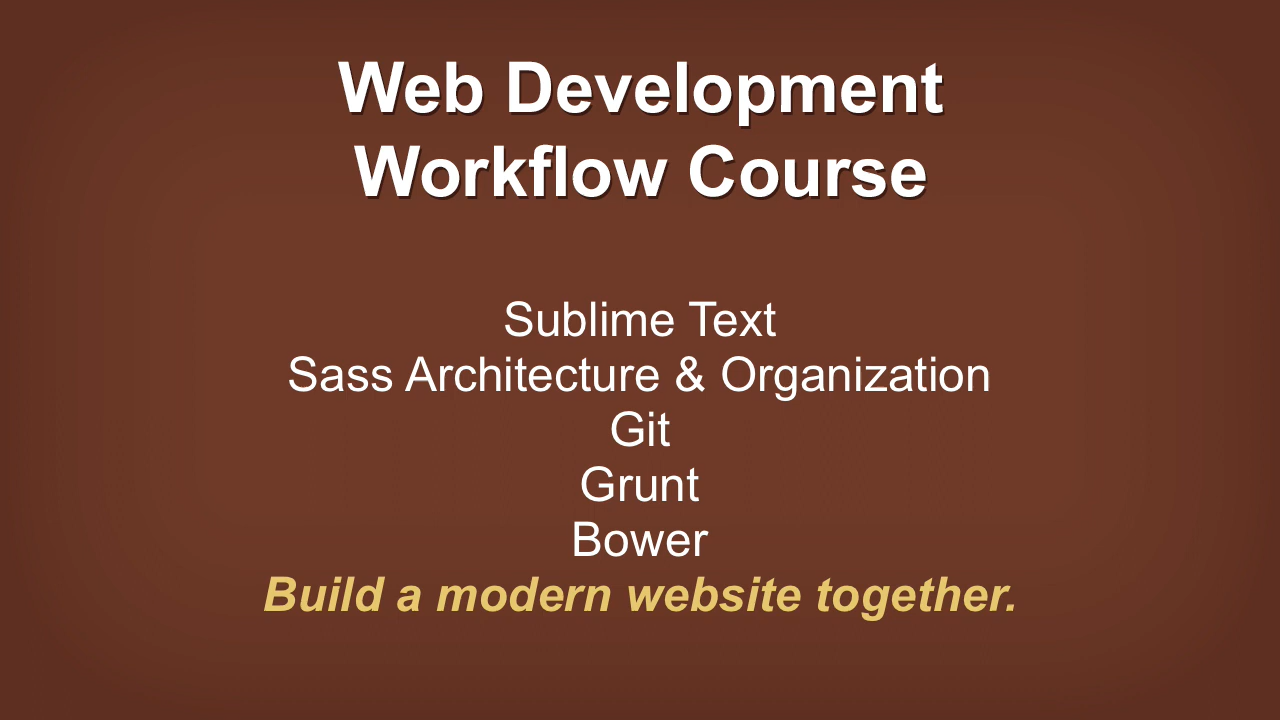 Web Development
Workflow Course
Sublime Text
Sass Architecture & Organization
Git
Grunt
Bower
Build a modern website together.